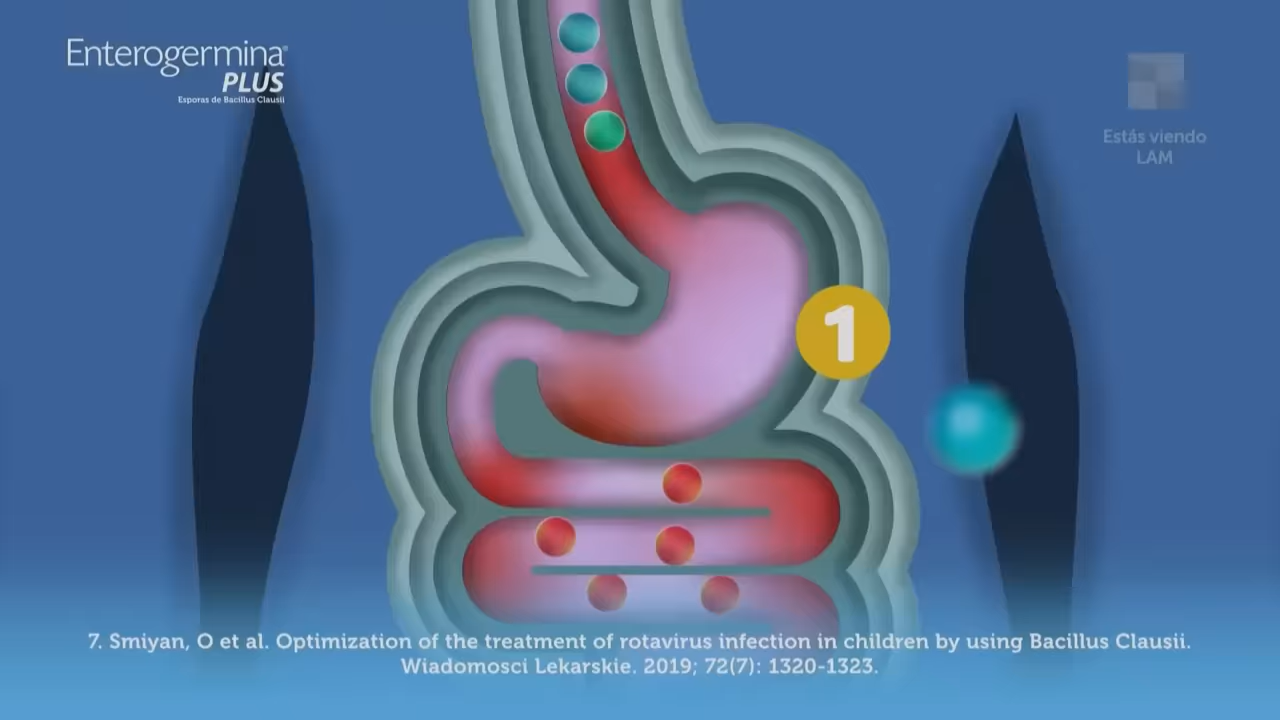 Enterogermina®
PLUS
Esporas de Bacillus Clausii
Estás viendo
LAM
1
7. Smiyan, O et al. Optimization of the treatment of rotavirus infection in children by using Bacillus Clausii.
Wiadomosci Lekarskie. 2019; 72(7): 1320-1323.